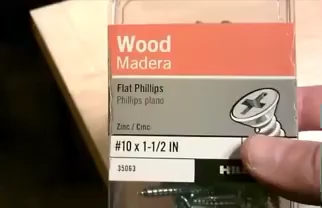 Wood
Madera
Flat Phillips
Phillips plano
Zinc / Cinc
#10 x 1-1/2 IN
35063